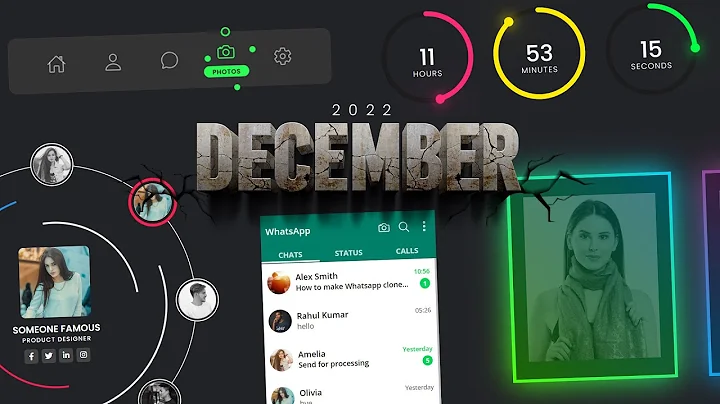 PHOTOS
11
HOURS
53
MINUTES
15
SECONDS
2022
DECEMBER
SOMEONE FAMOUS
PRODUCT DESIGNER
WhatsApp
CHATS STATUS CALLS
Alex Smith 10:56
How to make Whatsapp clone... 1
Rahul Kumar 05:26
hello
Amelia Yesterday
Send for processing 5
Olivia Yesterday